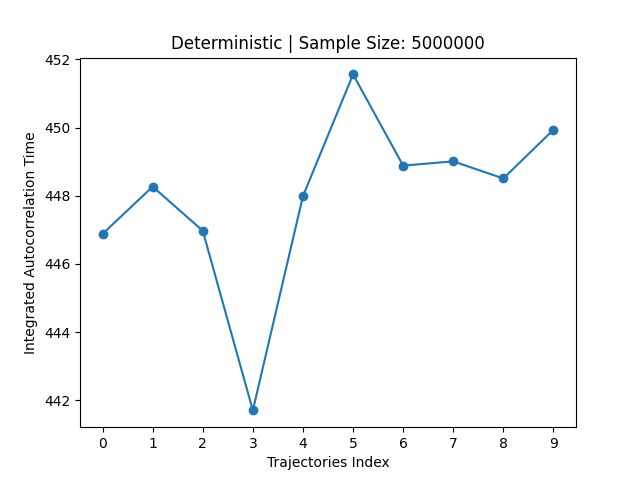 Deterministic | Sample Size: 5000000
Integrated Autocorrelation Time
452
450
448
446
444
442
0 1 2 3 4 5 6 7 8 9
Trajectories Index